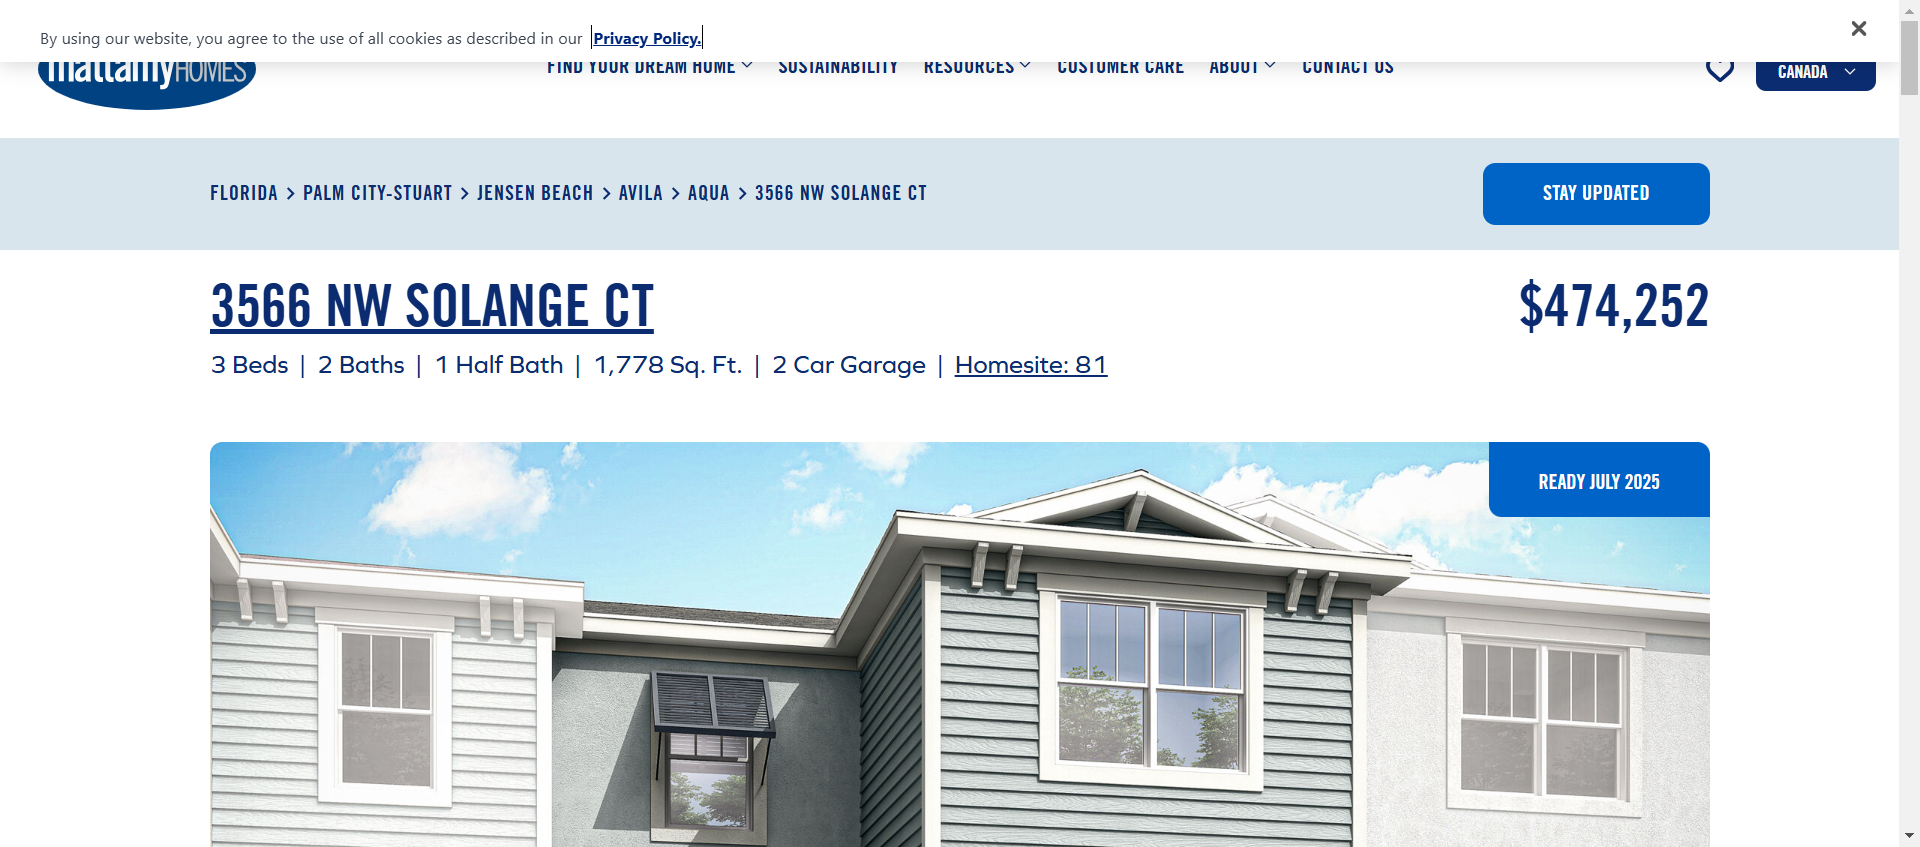 By using our website, you agree to the use of all cookies as described in our Privacy Policy.
mattamyHOMES
FIND YOUR DREAM HOME SUSTAINABILITY RESOURCES CUSTOMER CARE ABOUT CONTACT US
CANADA
FLORIDA > PALM CITY-STUART > JENSEN BEACH > AVILA > AQUA > 3566 NW SOLANGE CT
STAY UPDATED
3566 NW SOLANGE CT
$474,252
3 Beds | 2 Baths | 1 Half Bath | 1,778 Sq. Ft. | 2 Car Garage | Homesite: 81
READY JULY 2025